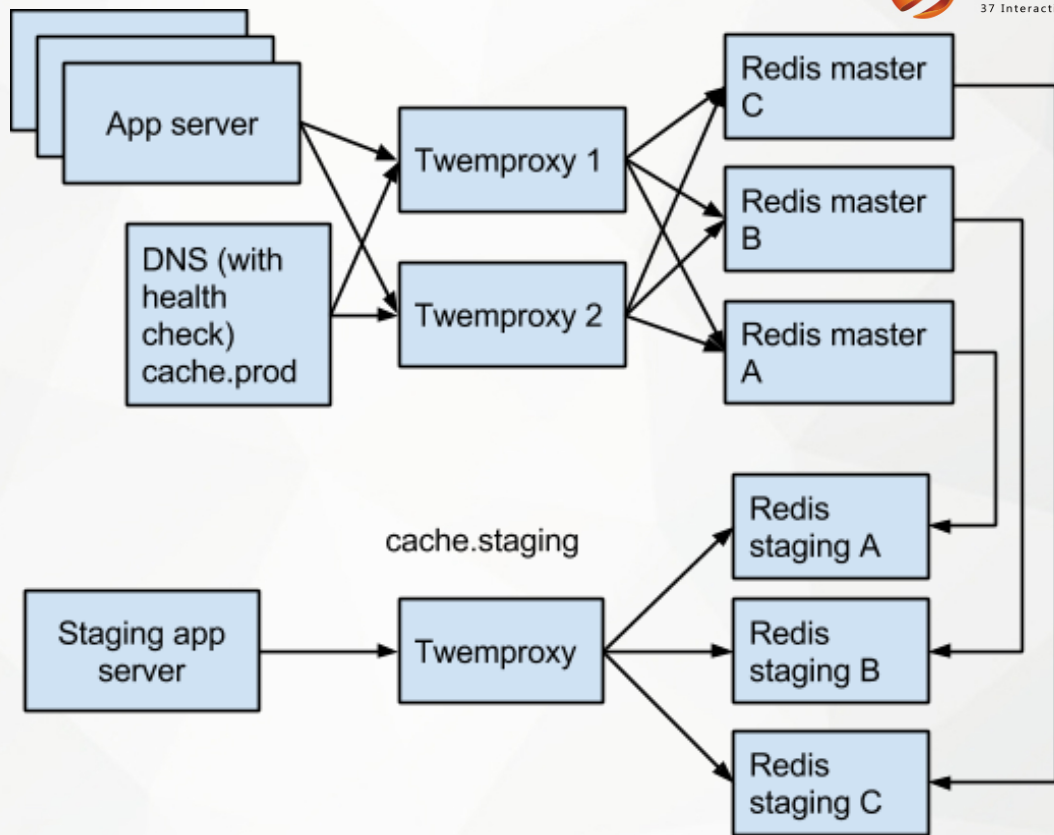 37 Interact
App server
DNS (with
health
check)
cache.prod
Twemproxy 1
Twemproxy 2
Redis master
C
Redis master
B
Redis master
A
cache.staging
Staging app
server
Twemproxy
Redis
staging A
Redis
staging B
Redis
staging C